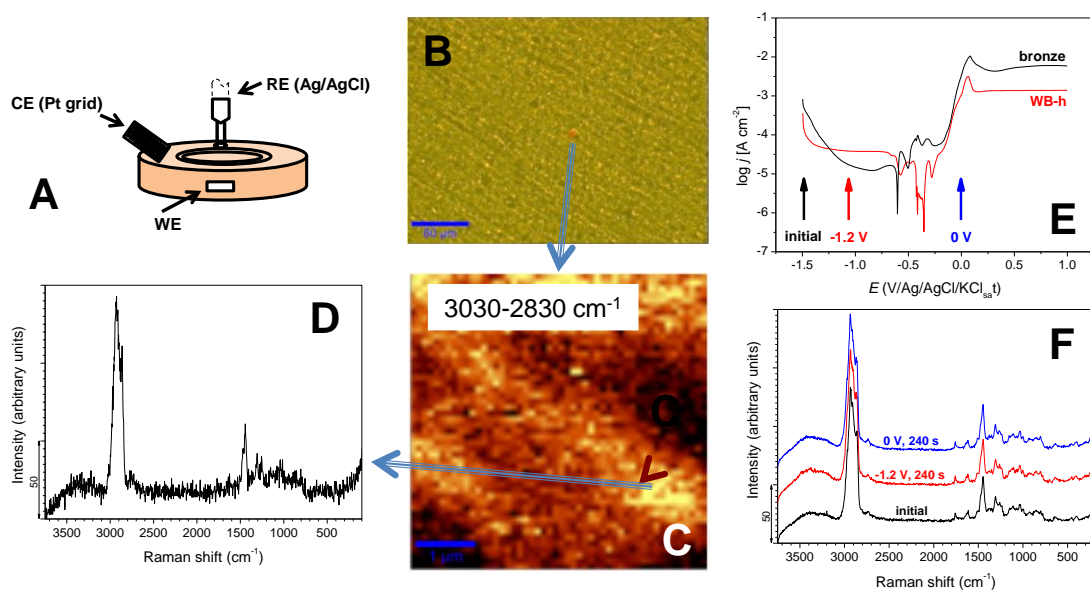 RE (Ag/AgCl)
CE (Pt grid)
WE
A
B
60 µm
3030-2830 cm-1
C
C
1 µm
D
Intensity (arbitrary units)
50
3500 3000 2500 2000 1500 1000 500
Raman shift (cm-1)
E
log j [A cm-2]
-1
-2
-3
-4
-5
-6
-7
bronze
WB-h
initial
-1.2 V
0 V
-1.5 -1.0 -0.5 0.0 0.5 1.0
E (V/Ag/AgCl/KClsat)
F
Intensity (arbitrary units)
50
0 V, 240 s
-1.2 V, 240 s
initial
3500 3000 2500 2000 1500 1000 500
Raman shift (cm-1)